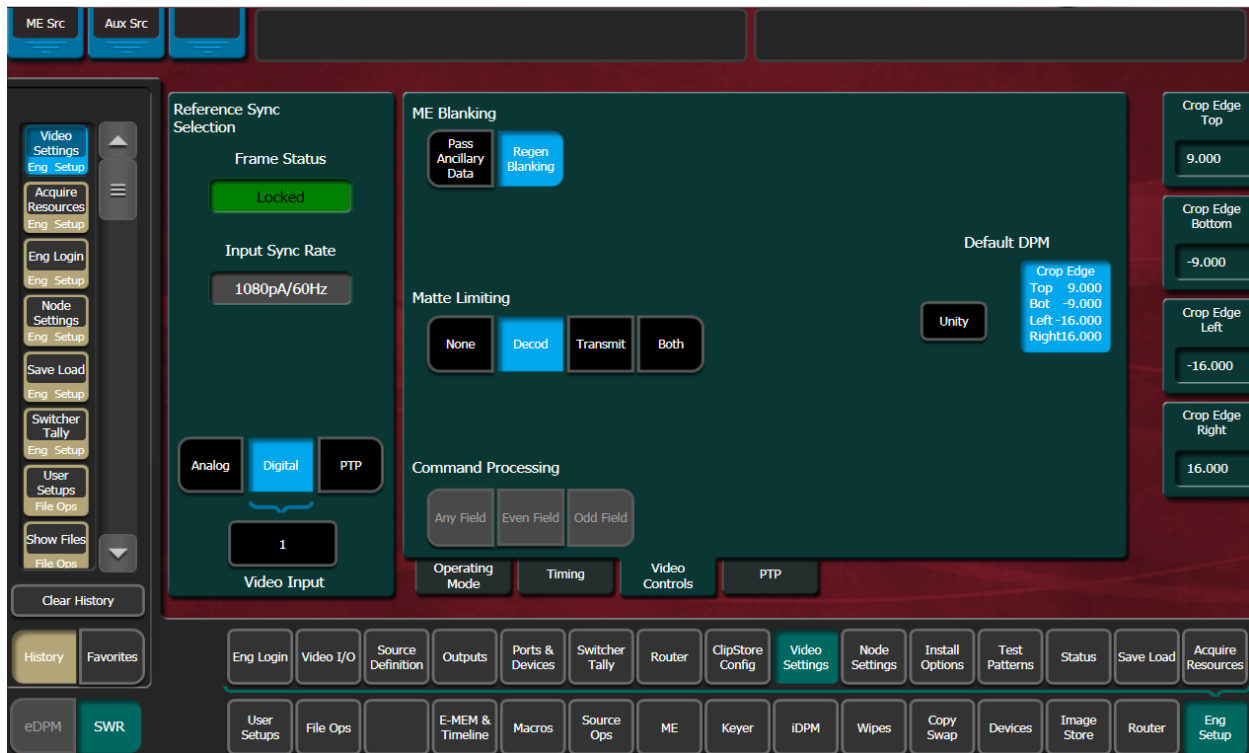 ME Src
Aux Src
Video
Settings
Eng Setup
Acquire
Resources
Eng Setup
Eng Login
Eng Setup
Node
Settings
Eng Setup
Save Load
Eng Setup
Switcher
Tally
Eng Setup
User
Setups
File Ops
Show Files
File Ops
Clear History
History
Favorites
eDPM
SWR
Reference Sync
Selection
Frame Status
Locked
Input Sync Rate
1080pA/60Hz
Analog
Digital
PTP
1
Video Input
ME Blanking
Pass
Ancillary
Data
Regen
Blanking
Matte Limiting
None
Decod
Transmit
Both
Default DPM
Unity
Crop Edge
Top 9.000
Bot -9.000
Left -16.000
Right16.000
Command Processing
Any Field
Even Field
Odd Field
Operating
Mode
Timing
Video
Controls
PTP
Crop Edge
Top
9.000
Crop Edge
Bottom
-9.000
Crop Edge
Left
-16.000
Crop Edge
Right
16.000
Eng Login
Video I/O
Source
Definition
Outputs
Ports &
Devices
Switcher
Tally
Router
ClipStore
Config
Video
Settings
Node
Settings
Install
Options
Test
Patterns
Status
Save Load
Acquire
Resources
User
Setups
File Ops
E-MEM &
Timeline
Macros
Source
Ops
ME
Keyer
iDPM
Wipes
Copy
Swap
Devices
Image
Store
Router
Eng
Setup